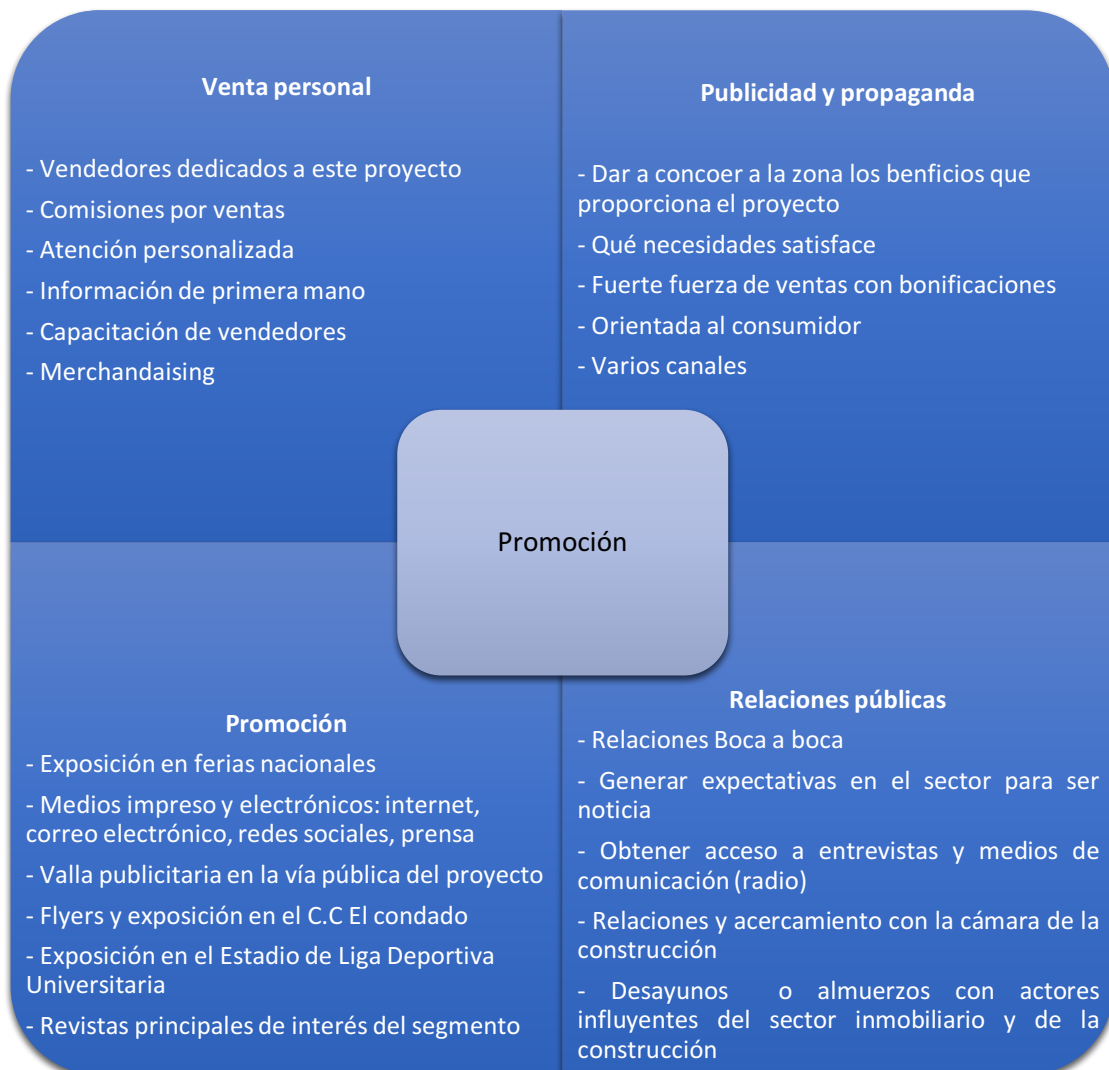 Venta personal
- Vendedores dedicados a este proyecto
- Comisiones por ventas
- Atención personalizada
- Información de primera mano
- Capacitación de vendedores
- Merchandaising
Publicidad y propaganda
- Dar a concoer a la zona los benficios que
proporciona el proyecto
- Qué necesidades satisface
- Fuerte fuerza de ventas con bonificaciones
- Orientada al consumidor
- Varios canales
Promoción
Promoción
- Exposición en ferias nacionales
- Medios impreso y electrónicos: internet,
correo electrónico, redes sociales, prensa
- Valla publicitaria en la vía pública del proyecto
- Flyers y exposición en el C.C El condado
- Exposición en el Estadio de Liga Deportiva
Universitaria
- Revistas principales de interés del segmento
Relaciones públicas
- Relaciones Boca a boca
- Generar expectativas en el sector para ser
noticia
- Obtener acceso a entrevistas y medios de
comunicación (radio)
- Relaciones y acercamiento con la cámara de la
construcción
- Desayunos o almuerzos con actores
influyentes del sector inmobiliario y de la
construcción